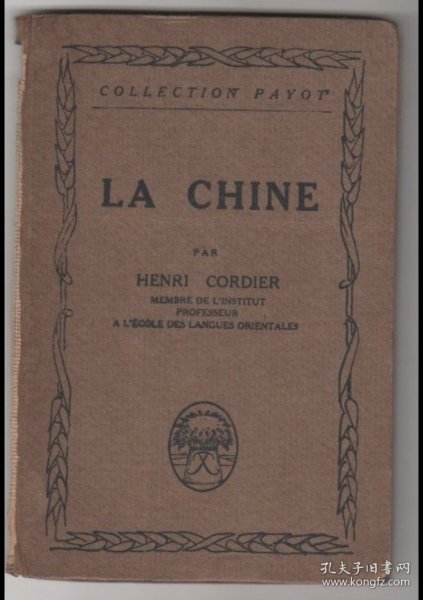 COLLECTION PAYOT
LA CHINE
PAR
HENRI CORDIER
MEMBRE DE L'INSTITUT
PROFESSEUR
A L'ÉCOLE DES LANGUES ORIENTALES
孔夫子旧书网
www.kongfz.com